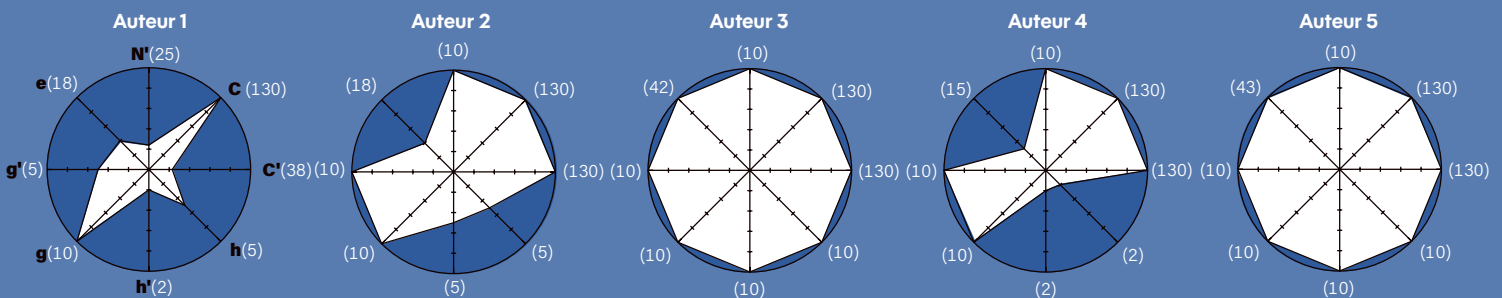 Auteur 1
N'(25)
e(18)
C (130)
g'(5)
C'(38)
g(10)
h(5)
h'(2)
Auteur 2
(10)
(18)
(130)
(10)
(130)
(10)
(5)
(5)
Auteur 3
(10)
(42)
(130)
(10)
(130)
(10)
(10)
(10)
Auteur 4
(10)
(15)
(130)
(10)
(130)
(10)
(2)
(2)
Auteur 5
(10)
(43)
(130)
(10)
(130)
(10)
(10)
(10)